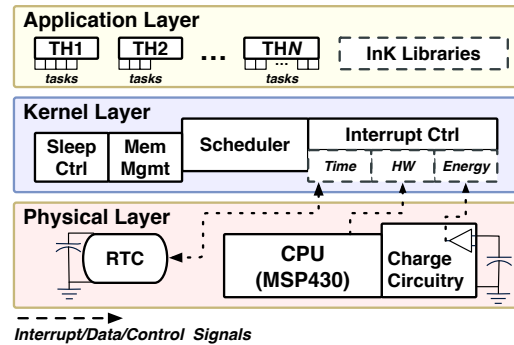 Application Layer
TH1 TH2 ... THN InK Libraries
tasks tasks ... tasks
Kernel Layer
Sleep Ctrl
Mem Mgmt
Scheduler
Interrupt Ctrl
Time HW Energy
Physical Layer
RTC
CPU
(MSP430)
Charge
Circuitry
Interrupt/Data/Control Signals